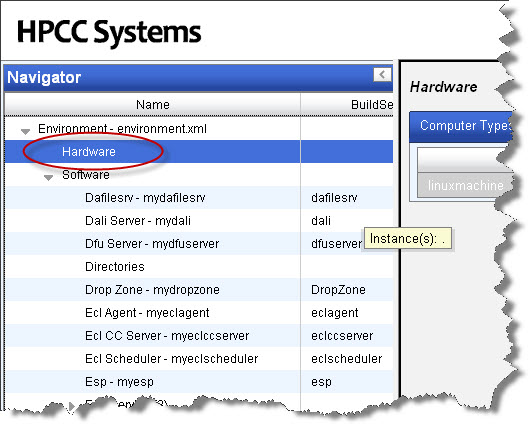 HPCC Systems
Navigator
Name BuildSe
Environment - environment.xml
Hardware
Software
Dafilesrv - mydafilesrv dafilesrv
Dali Server - mydali dali
Dfu Server - mydfuserver dfuserver
Directories
Drop Zone - mydropzone DropZone
Ecl Agent - myeclagent eclagent
Ecl CC Server - myeclccserver eclccserver
Ecl Scheduler - myeclscheduler eclscheduler
Esp - myesp esp
Hardware
Computer Types
linuxmachine
Instance(s): .